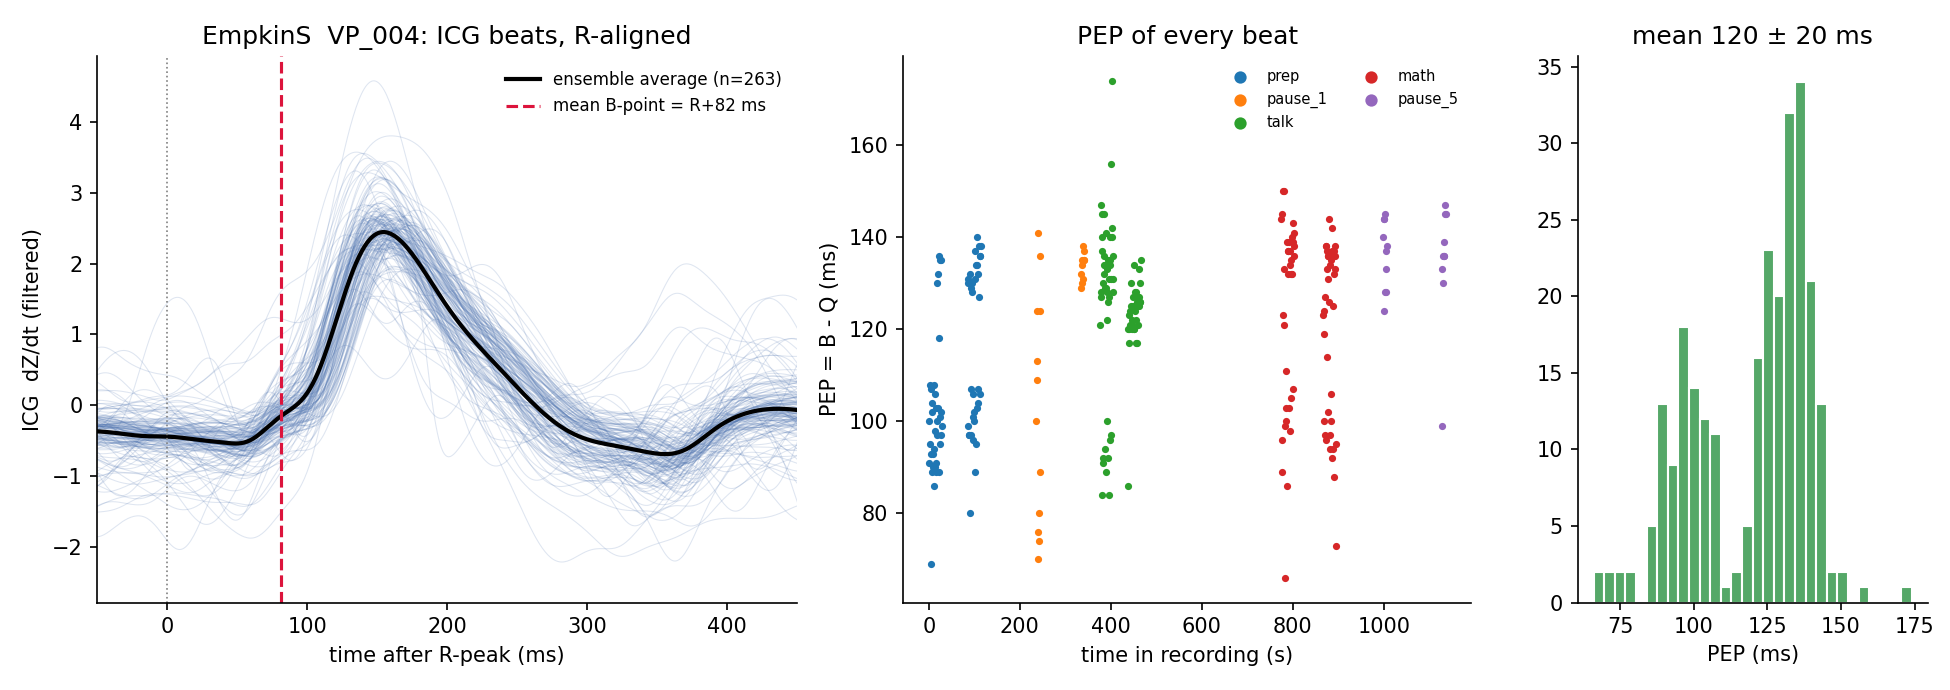 EmpkinS  VP_004: ICG beats, R-aligned
ensemble average (n=263)
mean B-point = R+82 ms
ICG  dZ/dt (filtered)
4
3
2
1
0
−1
−2
0
100
200
300
400
time after R-peak (ms)
PEP of every beat
prep
pause_1
talk
math
pause_5
PEP = B - Q (ms)
160
140
120
100
80
0
200
400
600
800
1000
time in recording (s)
mean 120 ± 20 ms
35
30
25
20
15
10
5
0
75
100
125
150
175
PEP (ms)